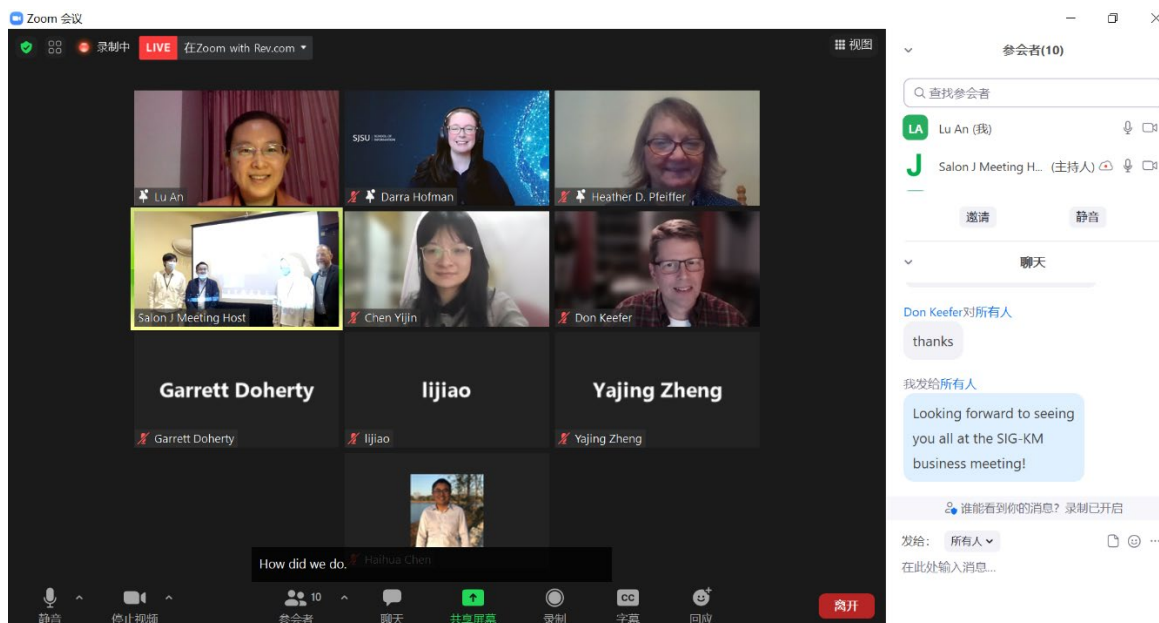 Zoom 会议
录制中
LIVE
在Zoom with Rev.com
视图
Lu An
SJSU
Darra Hofman
Heather D. Pfeiffer
Salon J Meeting Host
Chen Yijin
Don Keefer
Garrett Doherty
Garrett Doherty
lijiao
lijiao
Yajing Zheng
Yajing Zheng
Haihua Chen
How did we do.
静音
停止视频
10
参会者
聊天
共享屏幕
录制
CC
字幕
回应
离开
参会者(10)
查找参会者
LA
Lu An (我)
J
Salon J Meeting H... (主持人)
邀请
静音
聊天
Don Keefer对所有人
thanks
我发给所有人
Looking forward to seeing
you all at the SIG-KM
business meeting!
谁能看到你的消息? 录制已开启
发给: 所有人
在此处输入消息...